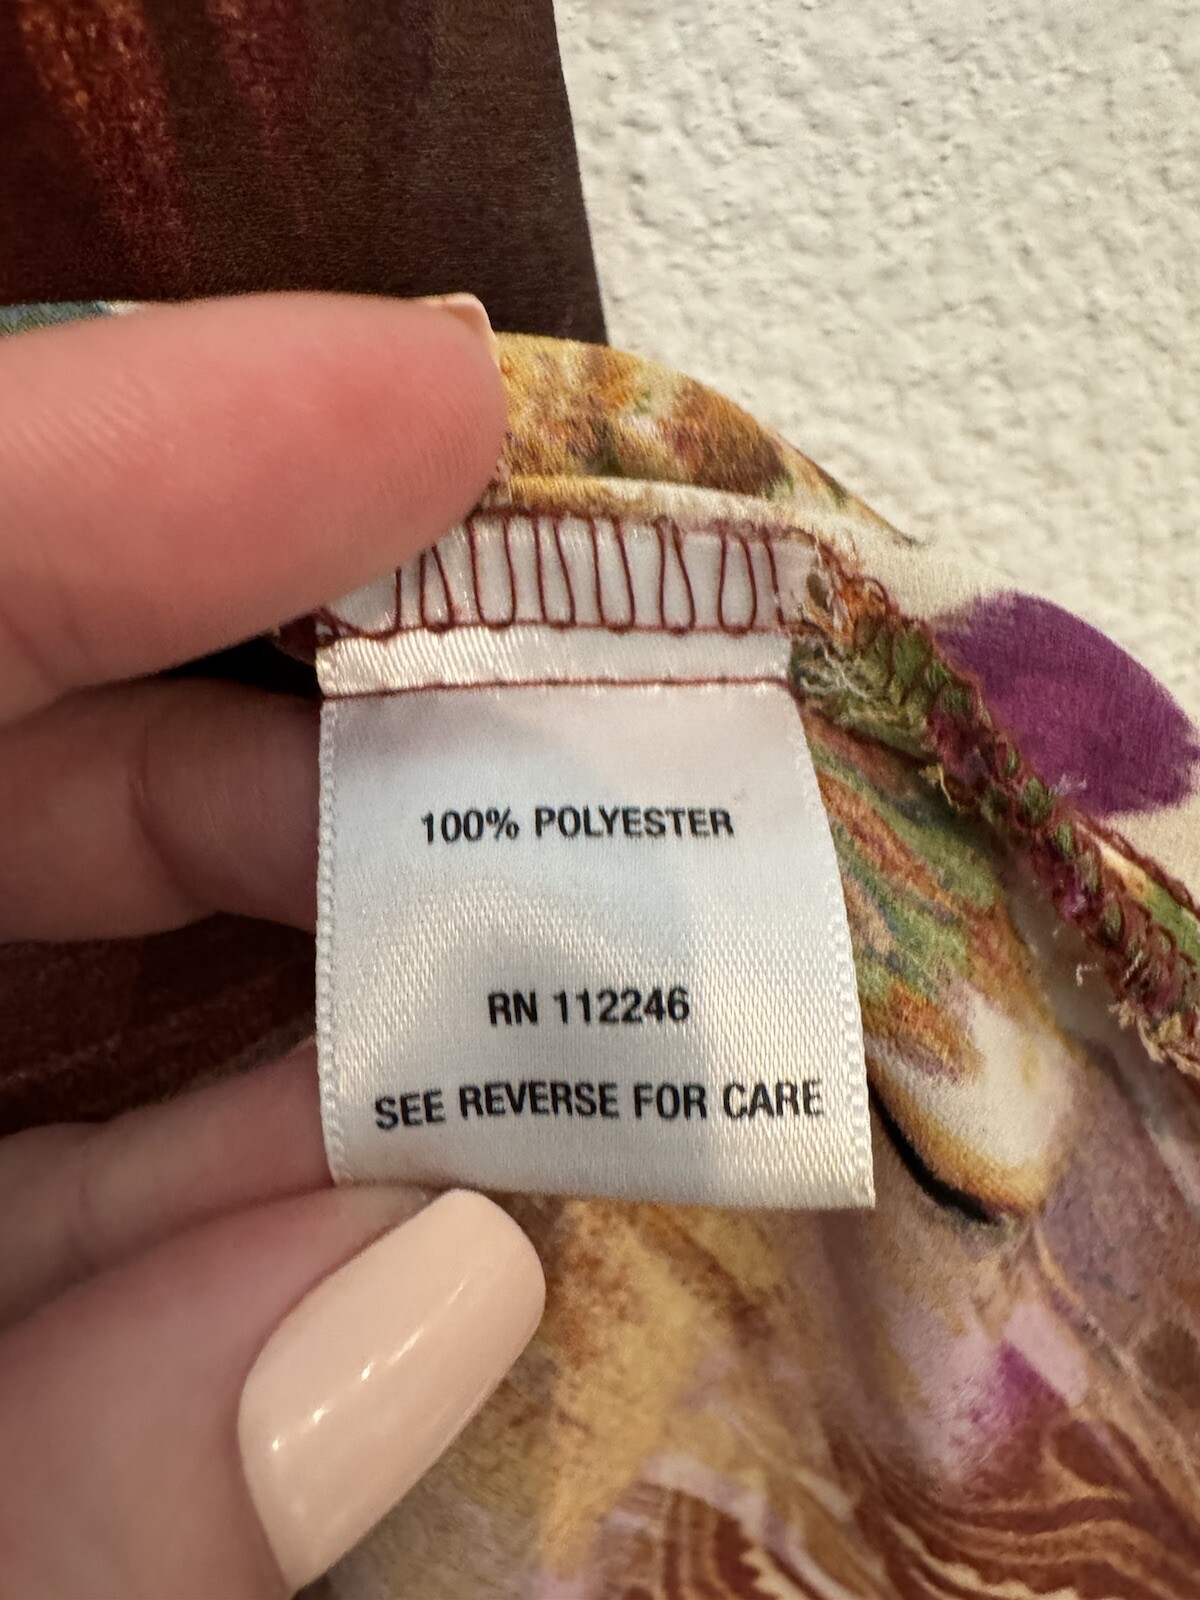 100% POLYESTER
RN 112246
SEE REVERSE FOR CARE